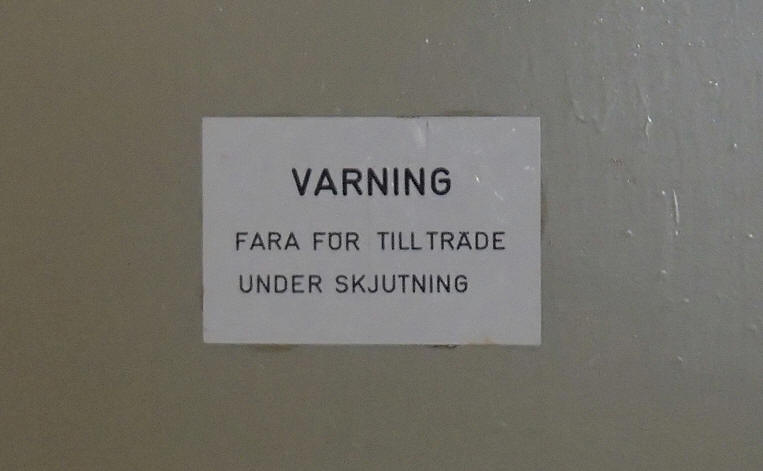 VARNING
FARA FÖR TILLTRÄDE
UNDER SKJUTNING